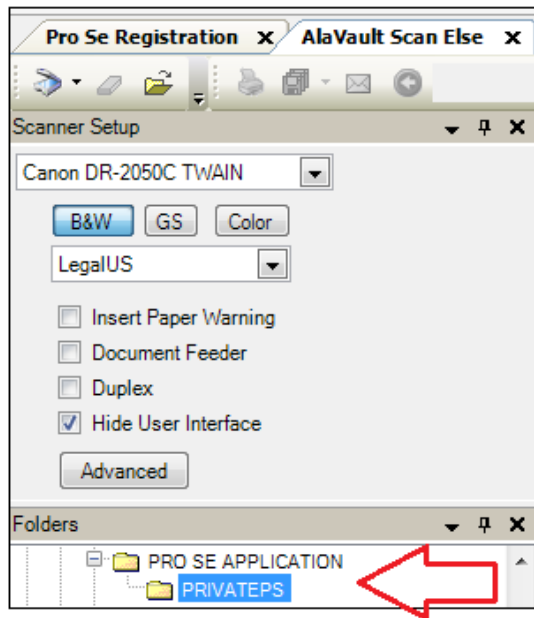 Pro Se Registration x AlaVault Scan Else x
Scanner Setup
Canon DR-2050C TWAIN
B&W GS Color
LegalUS
Insert Paper Warning
Document Feeder
Duplex
Hide User Interface
Advanced
Folders
PRO SE APPLICATION
PRIVATEPS